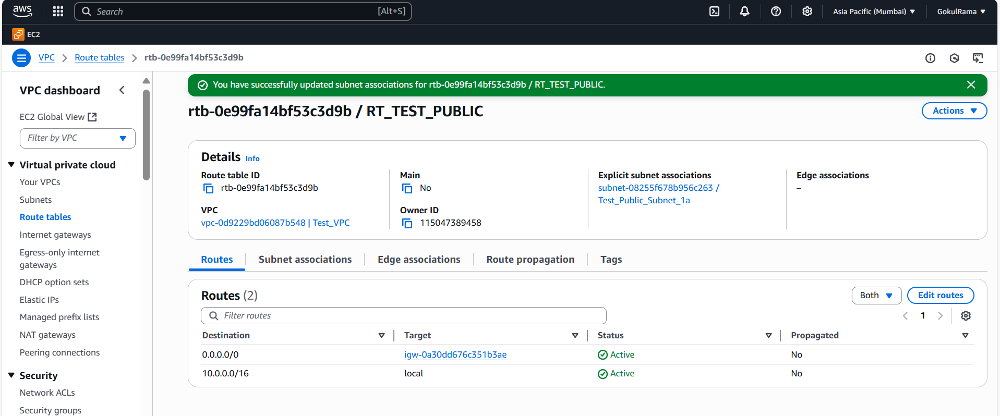 aws
Search [Alt+S] Asia Pacific (Mumbai) GokulRama
EC2
VPC Route tables rtb-0e99fa14bf53c3d9b
VPC dashboard
EC2 Global View
Filter by VPC
Virtual private cloud
Your VPCs
Subnets
Route tables
Internet gateways
Egress-only internet
gateways
DHCP option sets
Elastic IPs
Managed prefix lists
NAT gateways
Peering connections
Security
Network ACLs
Security groups
You have successfully updated subnet associations for rtb-0e99fa14bf53c3d9b / RT_TEST_PUBLIC.
rtb-0e99fa14bf53c3d9b / RT_TEST_PUBLIC
Actions
Details Info
Route table ID
rtb-0e99fa14bf53c3d9b
VPC
vpc-0d9229bd06087b548 | Test_VPC
Main
No
Owner ID
115047389458
Explicit subnet associations
subnet-08255f678b956c263 /
Test_Public_Subnet_1a
Edge associations
–
Routes Subnet associations Edge associations Route propagation Tags
Routes (2)
Both Edit routes
Filter routes
1
Destination Target Status Propagated
0.0.0.0/0 igw-0a30dd676c351b3ae Active No
10.0.0.0/16 local Active No